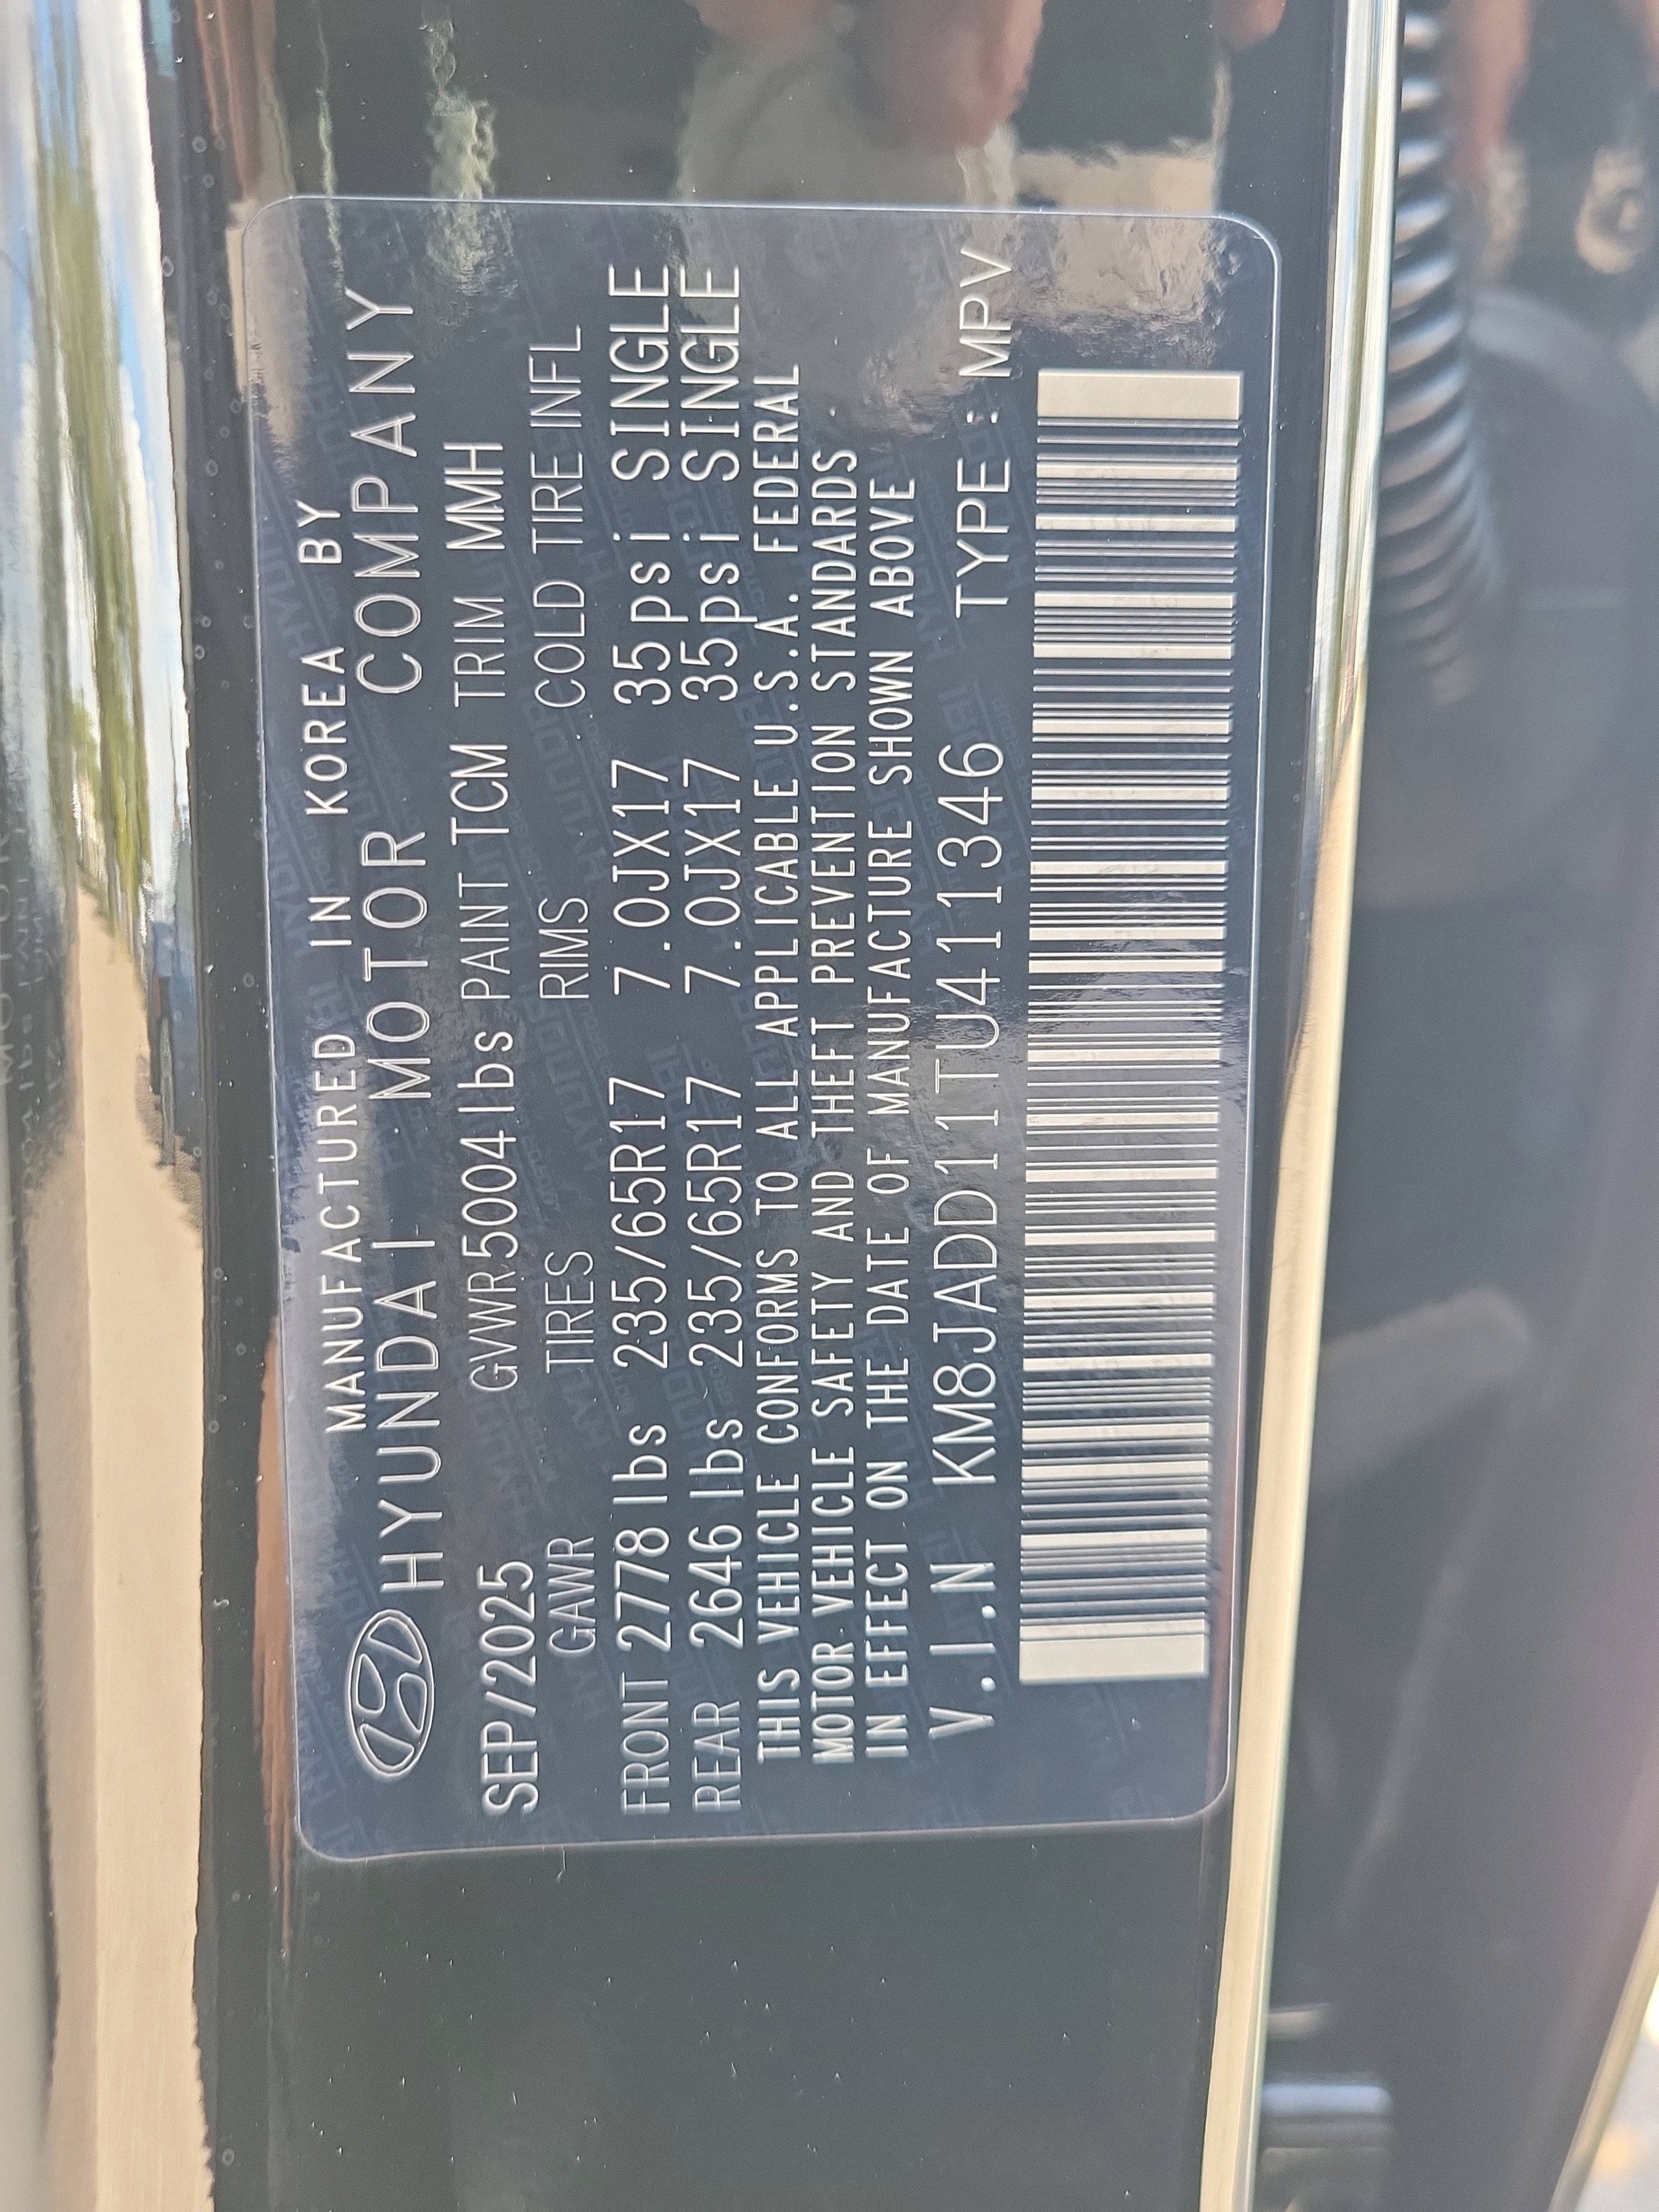 MANUFACTURED IN KOREA BY
HYUNDAI MOTOR COMPANY
SEP/2025 GVWR 5004 lbs PAINT TCM TRIM MMH
GAWR TIRES RIMS COLD TIRE INFL
FRONT 2778 lbs 235/65R17 7.0JX17 35psi SINGLE
REAR 2646 lbs 235/65R17 7.0JX17 35psi SINGLE
THIS VEHICLE CONFORMS TO ALL APPLICABLE U.S.A. FEDERAL
MOTOR VEHICLE SAFETY AND THEFT PREVENTION STANDARDS
IN EFFECT ON THE DATE OF MANUFACTURE SHOWN ABOVE .
V.I.N KM8JADD11TU411346 TYPE : MPV